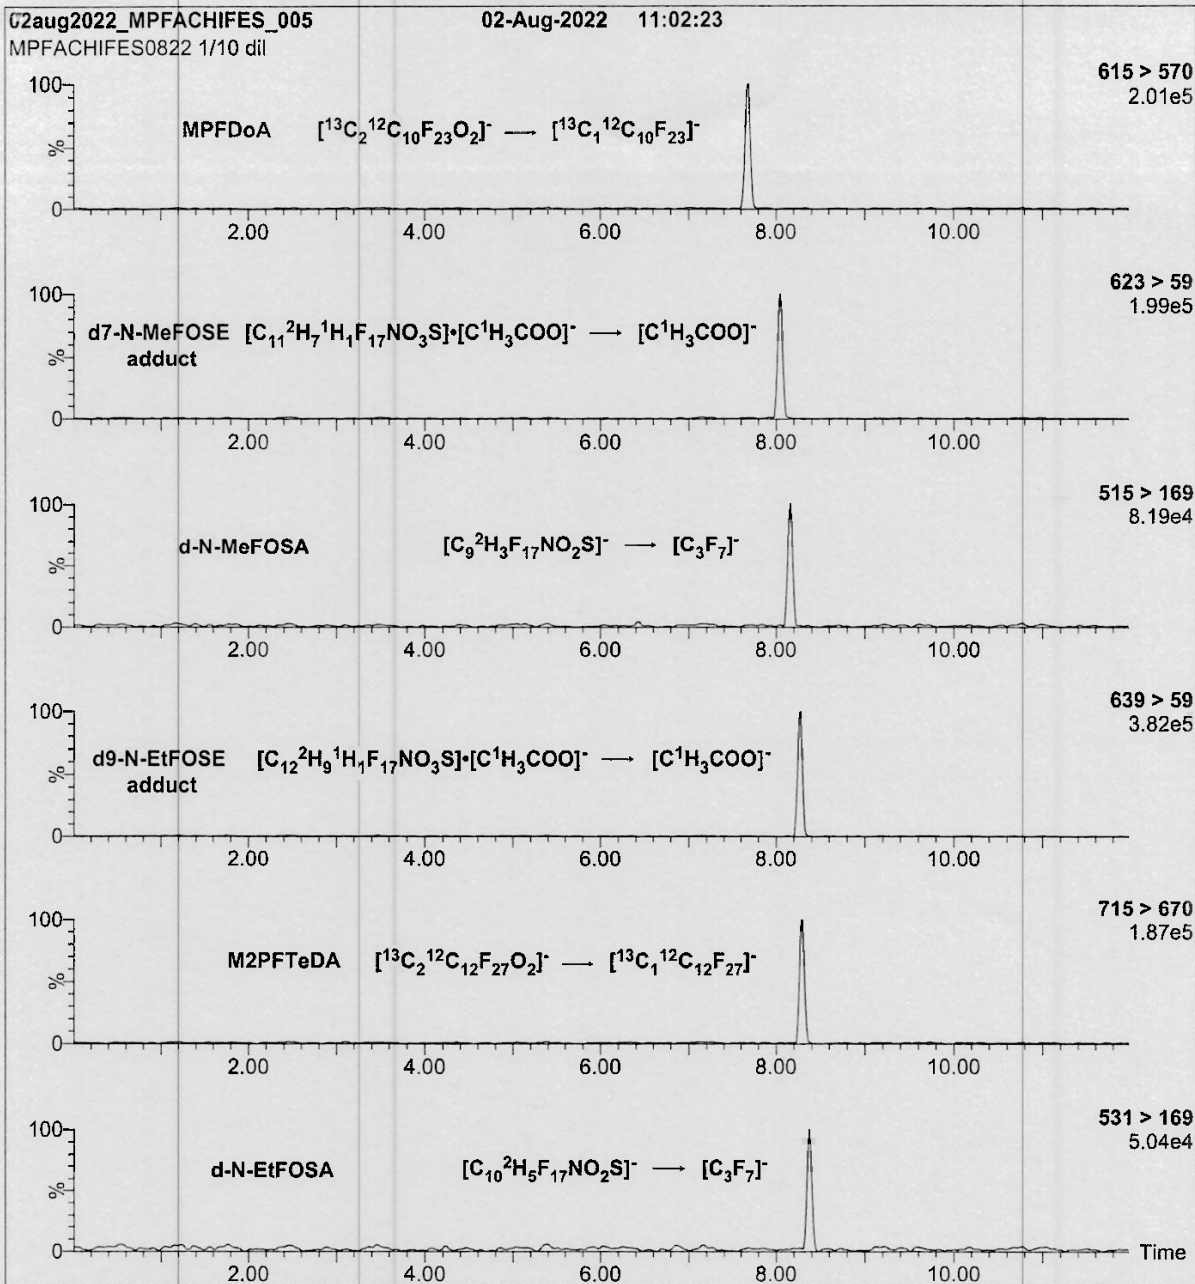 02aug2022_MPFACHIFES_005 02-Aug-2022 11:02:23
MPFACHIFES0822 1/10 dil
615 > 570
2.01e5
100
MPFDoA [¹³C₂¹²C₁₀F₂₃O₂]⁻ ⟶ [¹³C₁¹²C₁₀F₂₃]⁻
%
0
2.00 4.00 6.00 8.00 10.00
623 > 59
1.99e5
100
d7-N-MeFOSE [C₁₁²H₇¹H₁F₁₇NO₃S]•[C¹H₃COO]⁻ ⟶ [C¹H₃COO]⁻
adduct
%
0
2.00 4.00 6.00 8.00 10.00
515 > 169
8.19e4
100
d-N-MeFOSA [C₉²H₃F₁₇NO₂S]⁻ ⟶ [C₃F₇]⁻
%
0
2.00 4.00 6.00 8.00 10.00
639 > 59
3.82e5
100
d9-N-EtFOSE [C₁₂²H₉¹H₁F₁₇NO₃S]•[C¹H₃COO]⁻ ⟶ [C¹H₃COO]⁻
adduct
%
0
2.00 4.00 6.00 8.00 10.00
715 > 670
1.87e5
100
M2PFTeDA [¹³C₂¹²C₁₂F₂₇O₂]⁻ ⟶ [¹³C₁¹²C₁₂F₂₇]⁻
%
0
2.00 4.00 6.00 8.00 10.00
531 > 169
5.04e4
100
d-N-EtFOSA [C₁₀²H₅F₁₇NO₂S]⁻ ⟶ [C₃F₇]⁻
%
0
Time
2.00 4.00 6.00 8.00 10.00